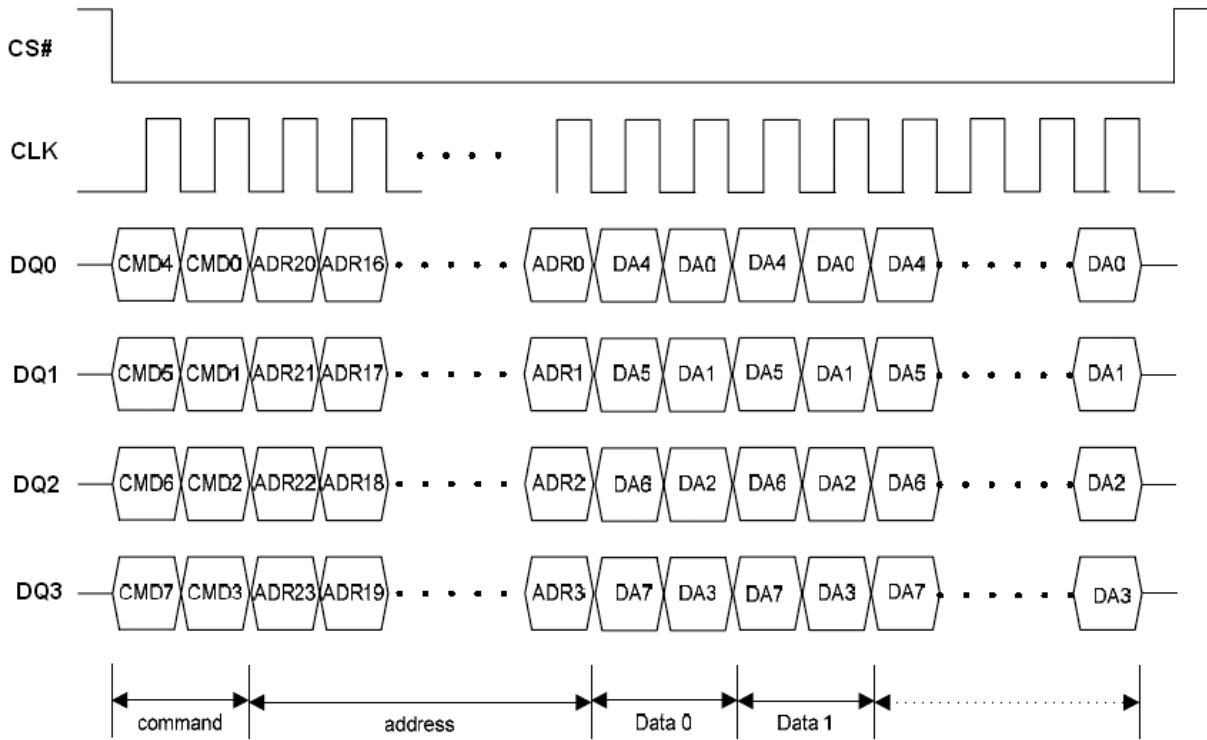 CS#
CLK
DQ0 CMD4 CMD0 ADR20 ADR16 ADR0 DA4 DA0 DA4 DA0 DA4 DA0
DQ1 CMD5 CMD1 ADR21 ADR17 ADR1 DA5 DA1 DA5 DA1 DA5 DA1
DQ2 CMD6 CMD2 ADR22 ADR18 ADR2 DA6 DA2 DA6 DA2 DA6 DA2
DQ3 CMD7 CMD3 ADR23 ADR19 ADR3 DA7 DA3 DA7 DA3 DA7 DA3
command address Data 0 Data 1